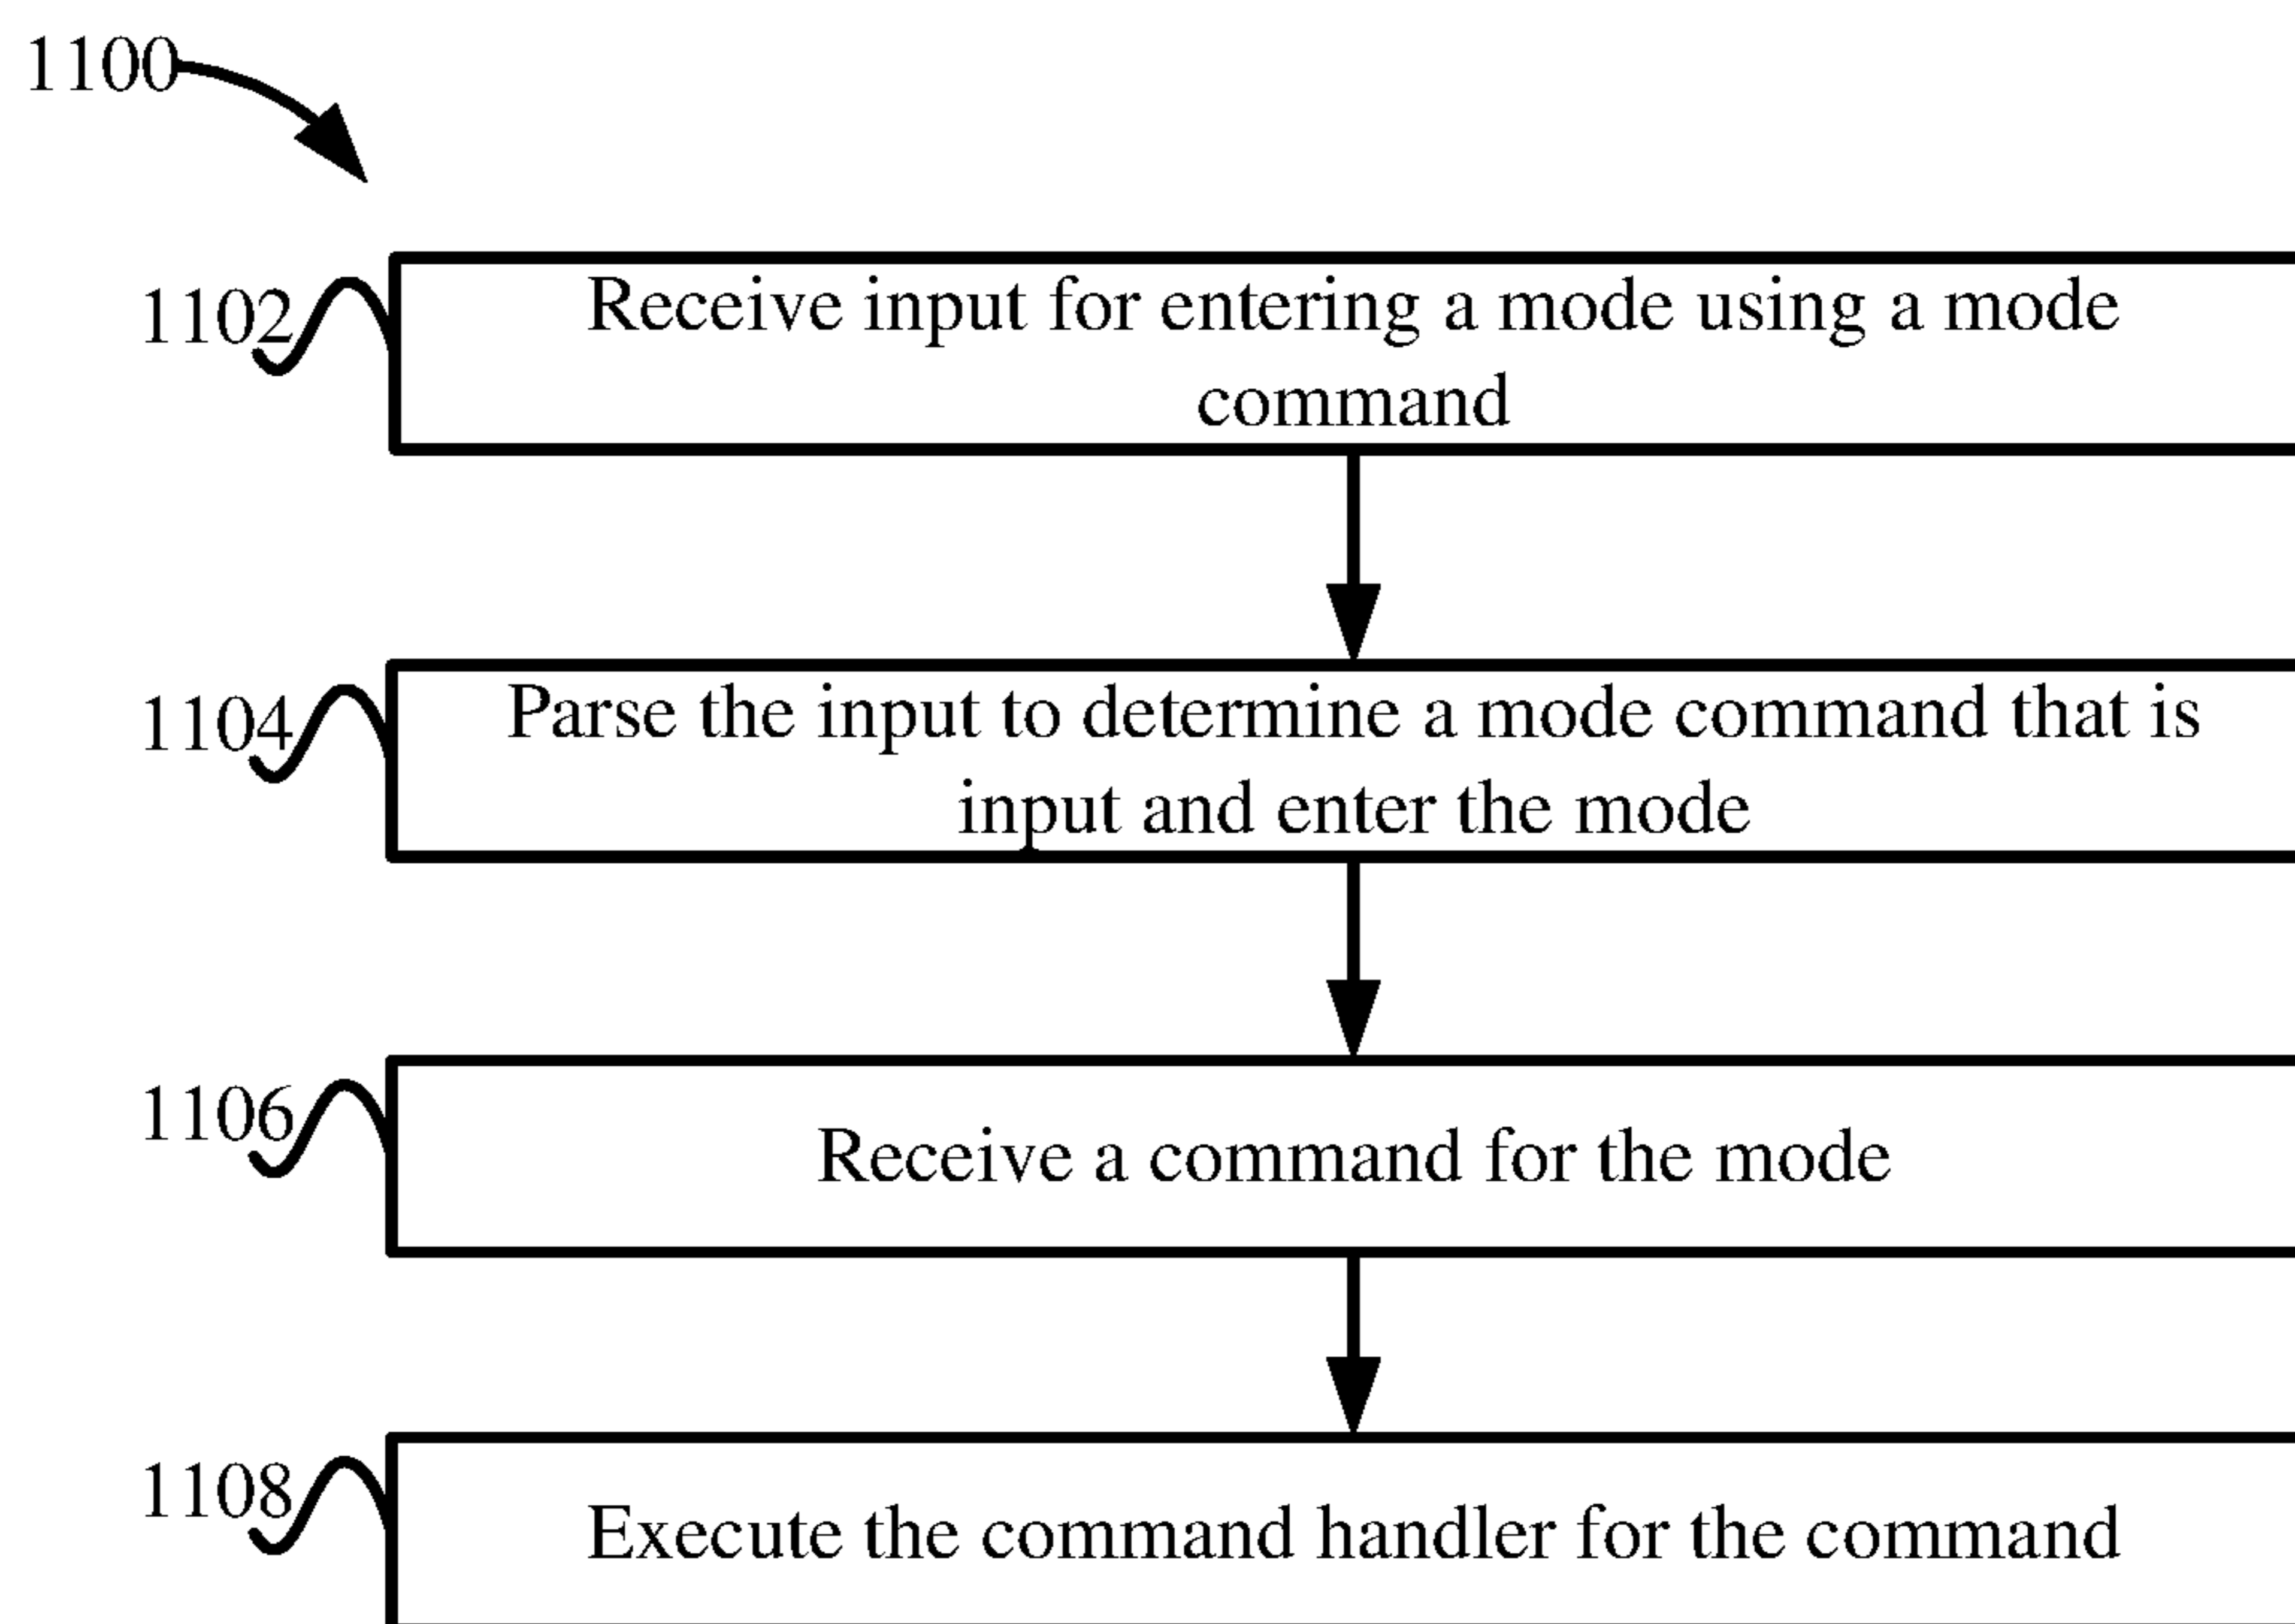 1100
1102
Receive input for entering a mode using a mode
command
1104
Parse the input to determine a mode command that is
input and enter the mode
1106
Receive a command for the mode
1108
Execute the command handler for the command